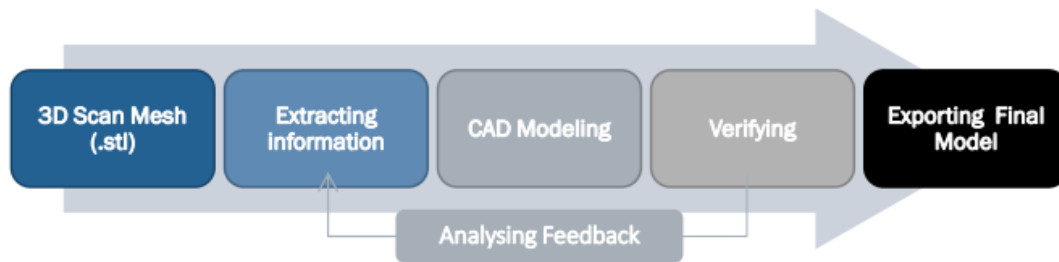 3D Scan Mesh
(.stl)
Extracting
information
CAD Modeling
Verifying
Exporting Final
Model
Analysing Feedback